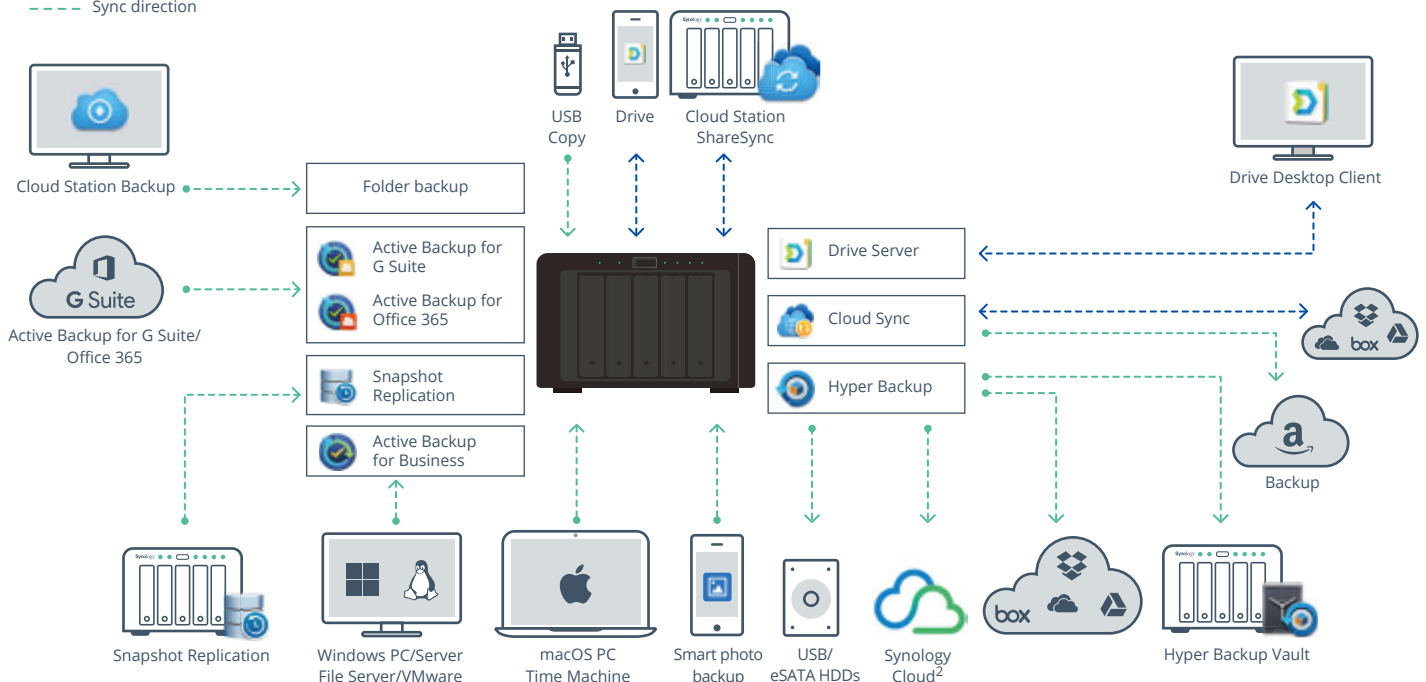 Sync direction
USB
Copy
Drive
Synology
Cloud Station
ShareSync
Cloud Station Backup
Drive Desktop Client
Folder backup
Active Backup for
G Suite
Active Backup for
Office 365
G Suite
Active Backup for G Suite/
Office 365
Snapshot
Replication
Active Backup
for Business
Drive Server
Cloud Sync
Hyper Backup
box
a
Backup
Synology
Snapshot Replication
Windows PC/Server
File Server/VMware
macOS PC
Time Machine
Smart photo
backup
USB/
eSATA HDDs
Synology
Cloud2
box
Synology
Hyper Backup Vault